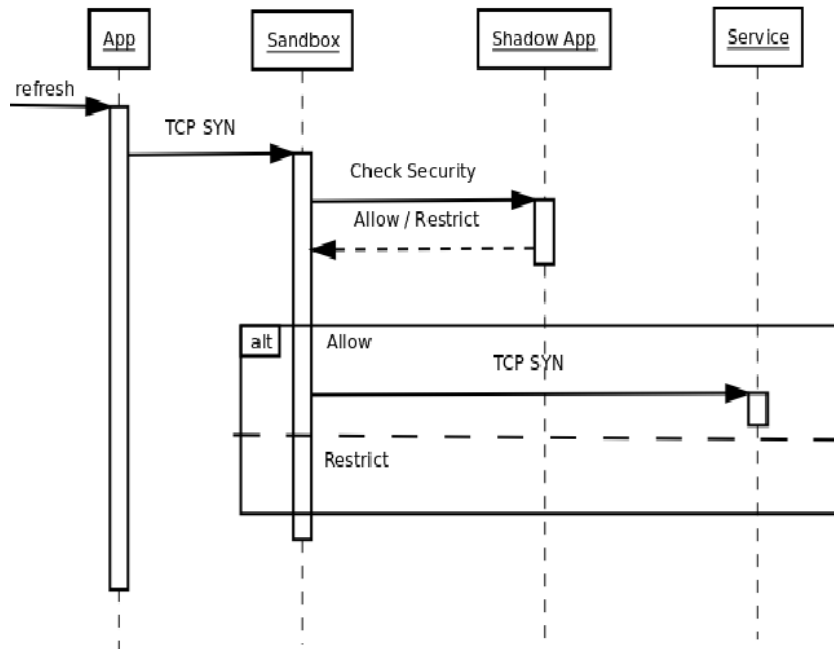 App
Sandbox
Shadow App
Service
refresh
TCP SYN
Check Security
Allow / Restrict
alt
Allow
TCP SYN
Restrict